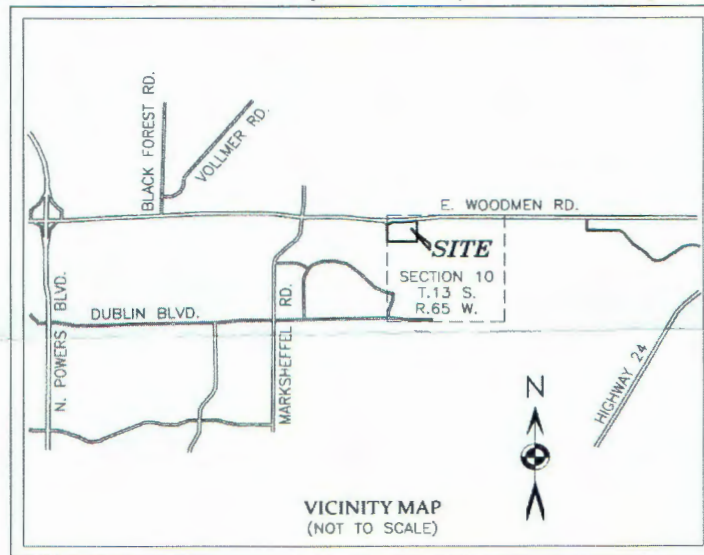 BLACK FOREST RD.
VOLLMER RD.
E. WOODMEN RD.
SITE
SECTION 10
T.13 S.
R.65 W.
N. POWERS BLVD.
DUBLIN BLVD.
MARKSHEFFEL RD.
HIGHWAY 24
N
VICINITY MAP
(NOT TO SCALE)